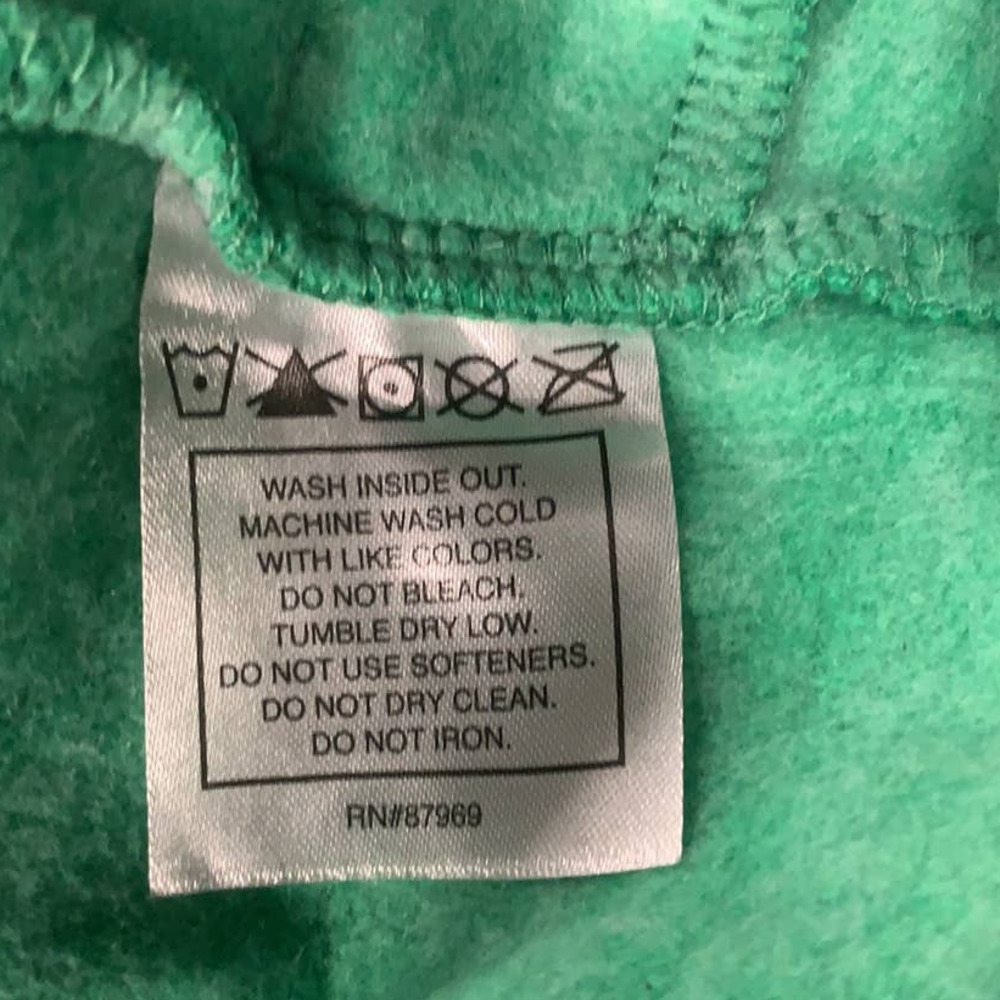 WASH INSIDE OUT.
MACHINE WASH COLD
WITH LIKE COLORS.
DO NOT BLEACH.
TUMBLE DRY LOW.
DO NOT USE SOFTENERS.
DO NOT DRY CLEAN.
DO NOT IRON.
RN#87969